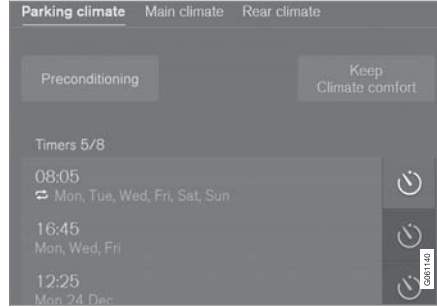 Parking climate Main climate Rear climate
Preconditioning
Keep
Climate comfort
Timers 5/8
08:05
Mon, Tue, Wed, Fri, Sat, Sun
16:45
Mon, Wed, Fri
12:25
Mon 24 Dec
G061140